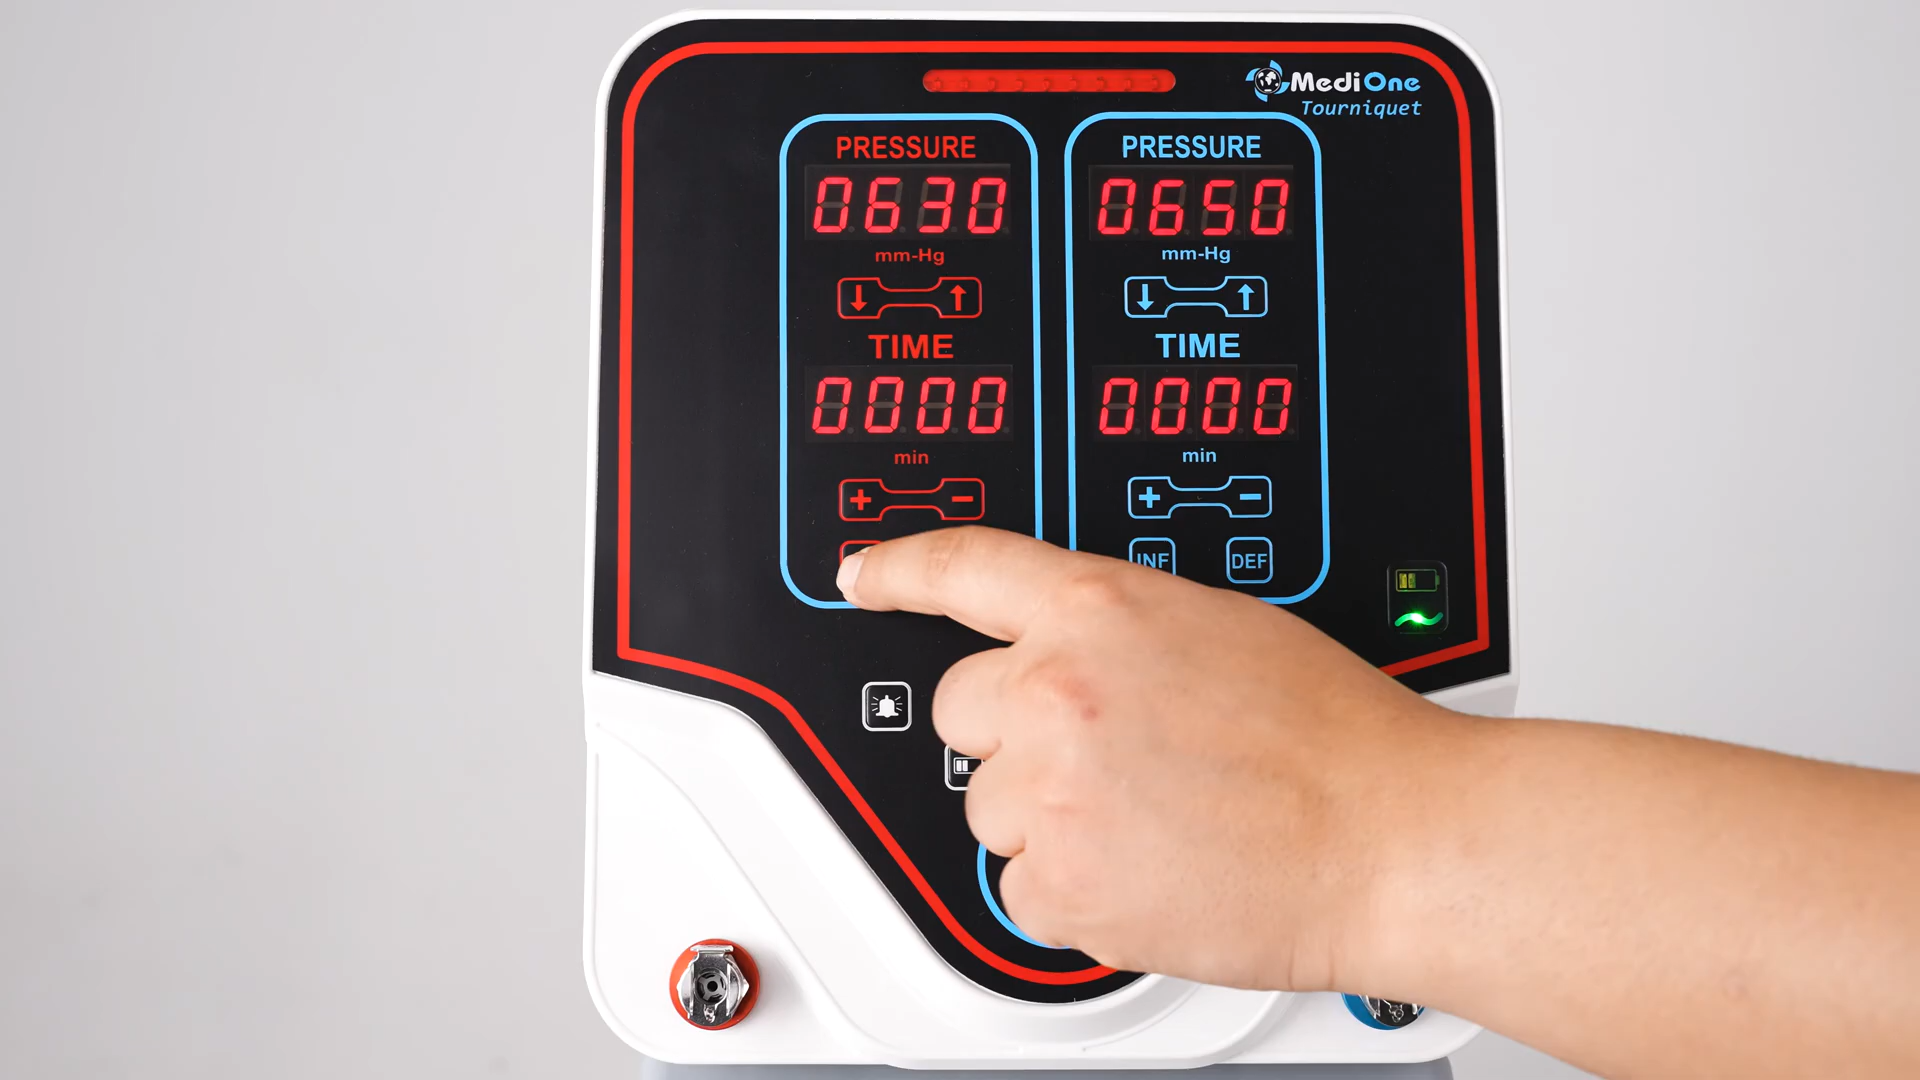 MediOne
Tourniquet
PRESSURE
0630
mm-Hg
↓ ↑
TIME
0000
min
+ −
PRESSURE
0650
mm-Hg
↓ ↑
TIME
0000
min
+ −
INF DEF